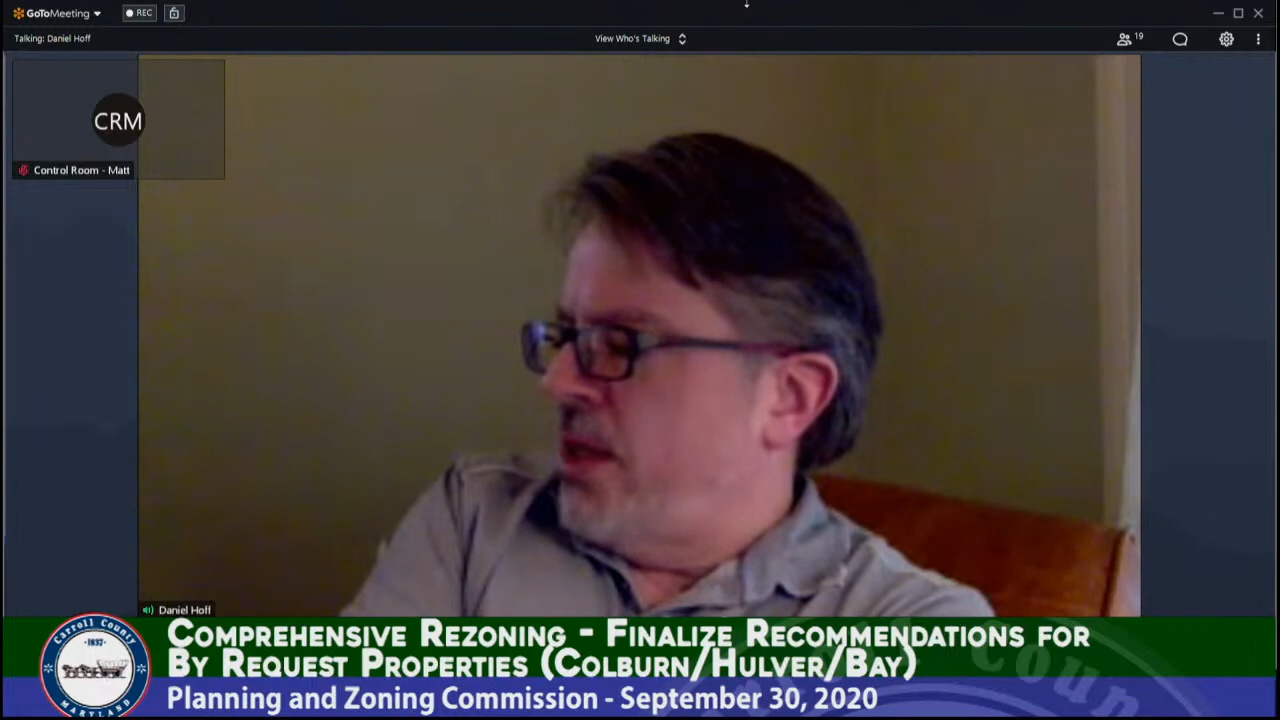 GoToMeeting
REC
Talking: Daniel Hoff
View Who's Talking
19
CRM
Control Room - Matt
Daniel Hoff
Carroll County
1837
MARYLAND
COMPREHENSIVE REZONING - FINALIZE RECOMMENDATIONS FOR
BY REQUEST PROPERTIES (COLBURN/HULVER/BAY)
Planning and Zoning Commission - September 30, 2020